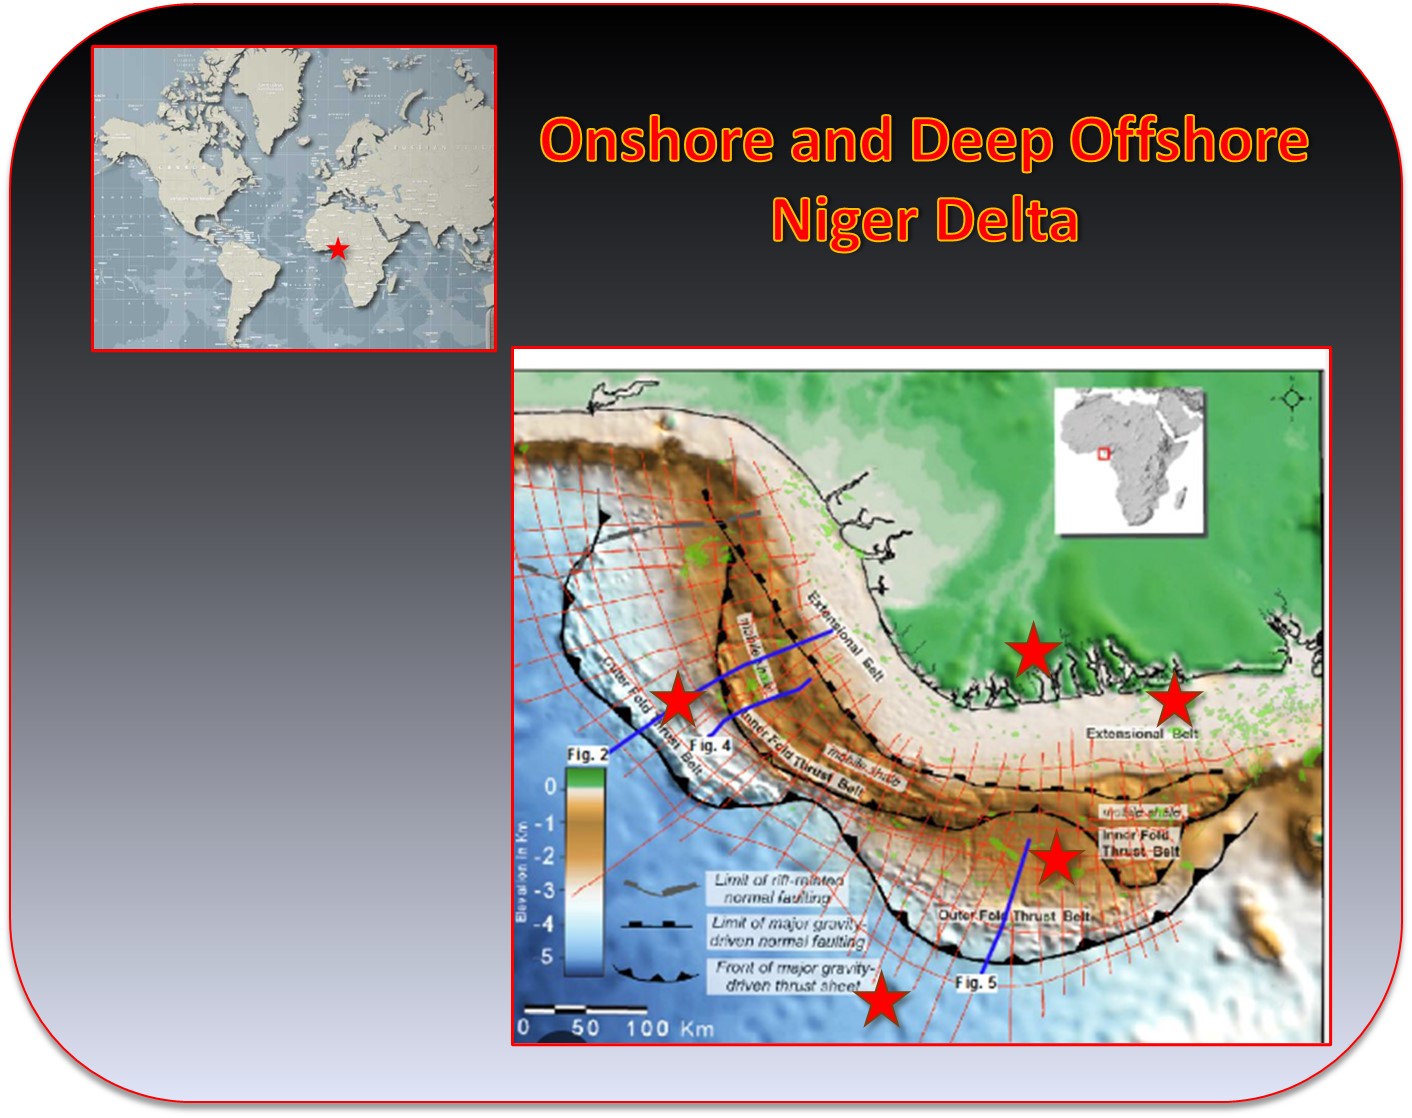 Onshore and Deep Offshore
Niger Delta
Extensional Belt
mobile shale
Outer Fold Thrust Belt
Inner Fold Thrust Belt
mobile shale
Fig. 2
Fig. 4
Extensional Belt
mobile shale
Inner Fold
Thrust Belt
Outer Fold Thrust Belt
Fig. 5
Elevation in Km
0
-1
-2
-3
-4
5
Limit of rift-related
normal faulting
Limit of major gravity-
driven normal faulting
Front of major gravity-
driven thrust sheet
0 50 100 Km